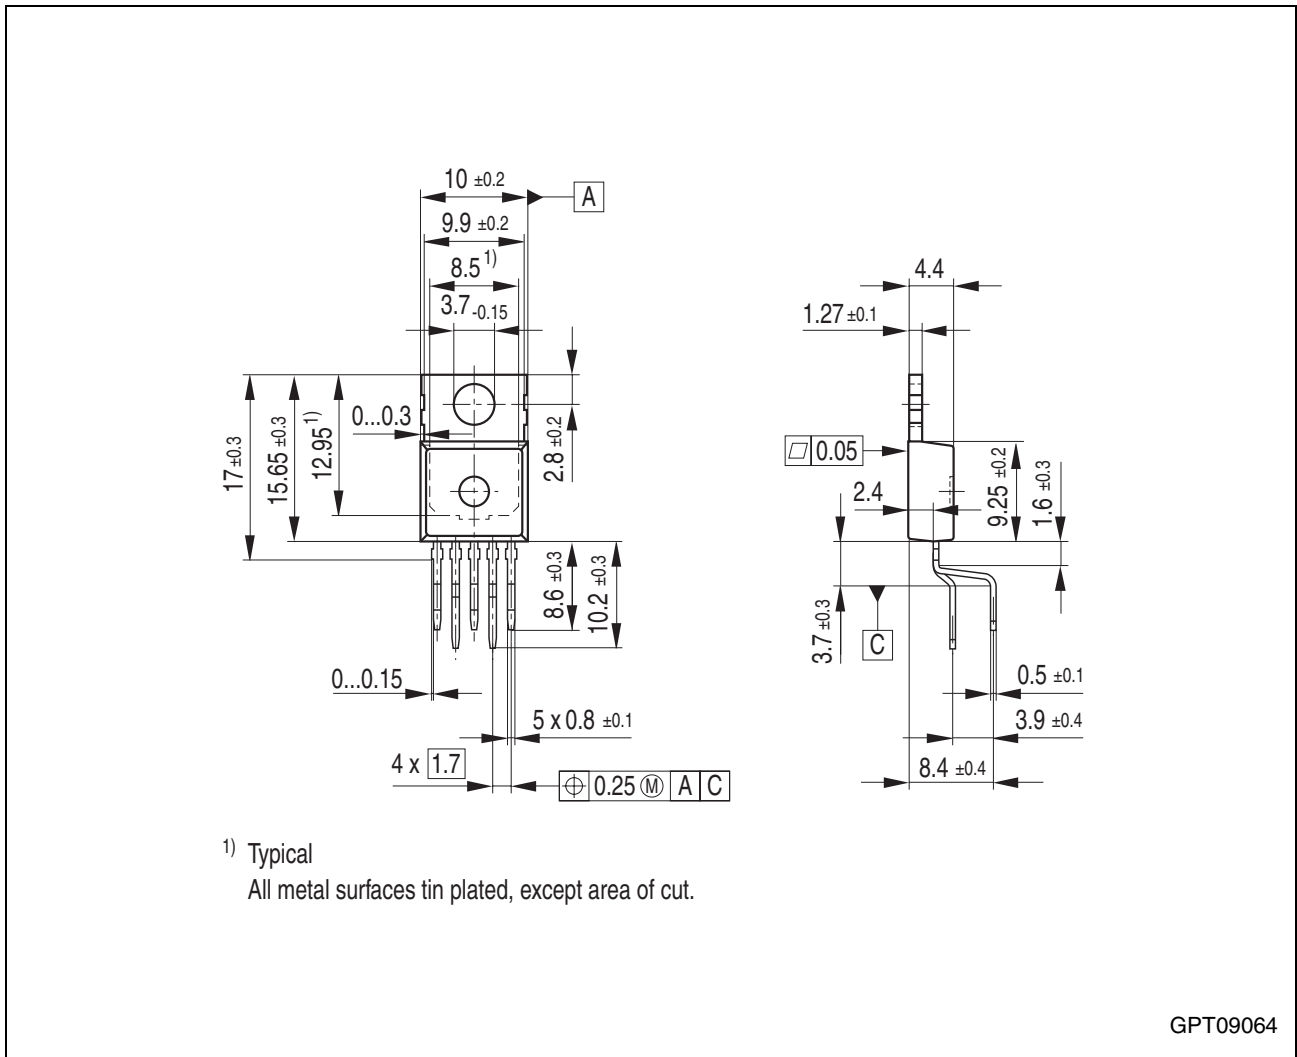 10 ±0.2
A
9.9 ±0.2
8.5 1)
3.7 -0.15
0...0.3
17 ±0.3
15.65 ±0.3
12.95 1)
2.8 ±0.2
8.6 ±0.3
10.2 ±0.3
0...0.15
5 x 0.8 ±0.1
4 x 1.7
⌖ 0.25 Ⓜ A C
4.4
1.27 ±0.1
⏥ 0.05
2.4
9.25 ±0.2
1.6 ±0.3
3.7 ±0.3
C
0.5 ±0.1
3.9 ±0.4
8.4 ±0.4
1) Typical
All metal surfaces tin plated, except area of cut.
GPT09064